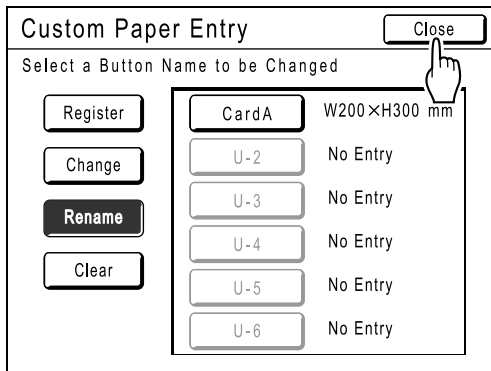 Custom Paper Entry
Close
Select a Button Name to be Changed
Register
Change
Rename
Clear
CardA W200×H300 mm
U-2 No Entry
U-3 No Entry
U-4 No Entry
U-5 No Entry
U-6 No Entry